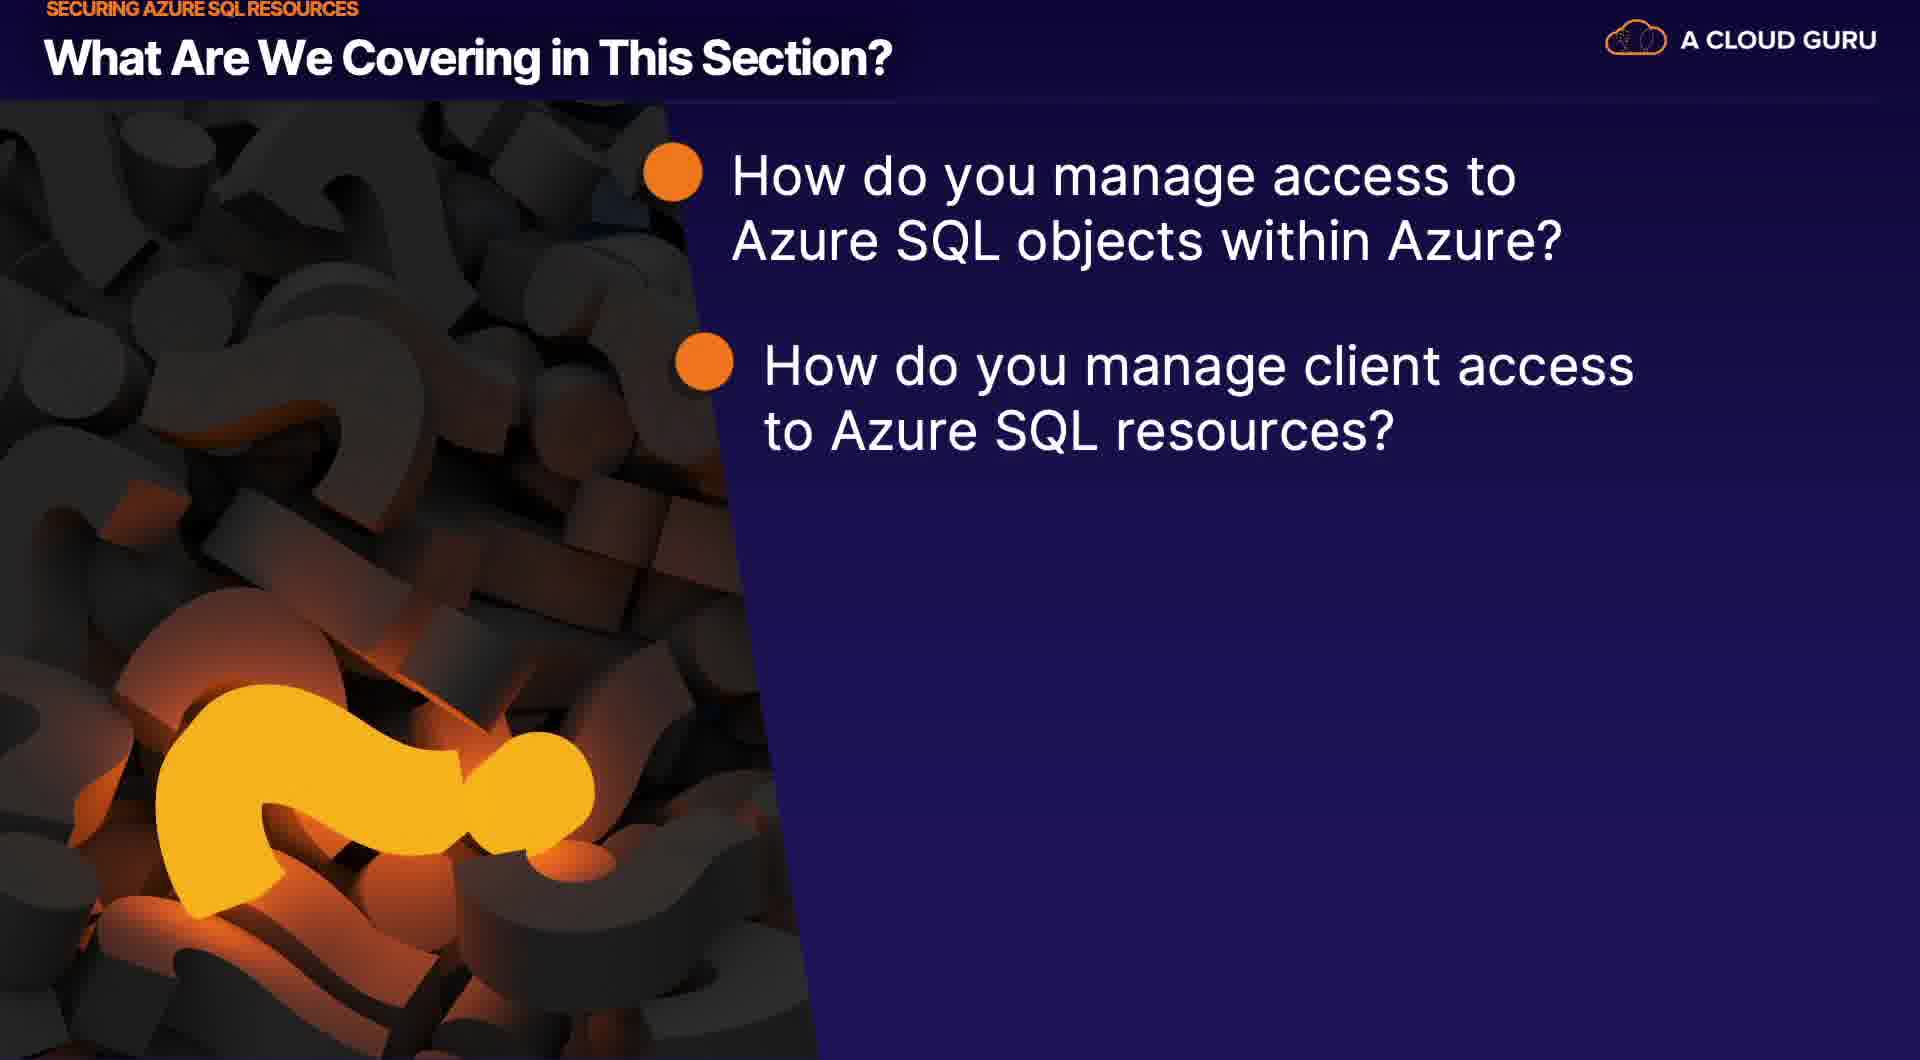 SECURING AZURE SQL RESOURCES
What Are We Covering in This Section?
A CLOUD GURU
How do you manage access to
Azure SQL objects within Azure?
How do you manage client access
to Azure SQL resources?